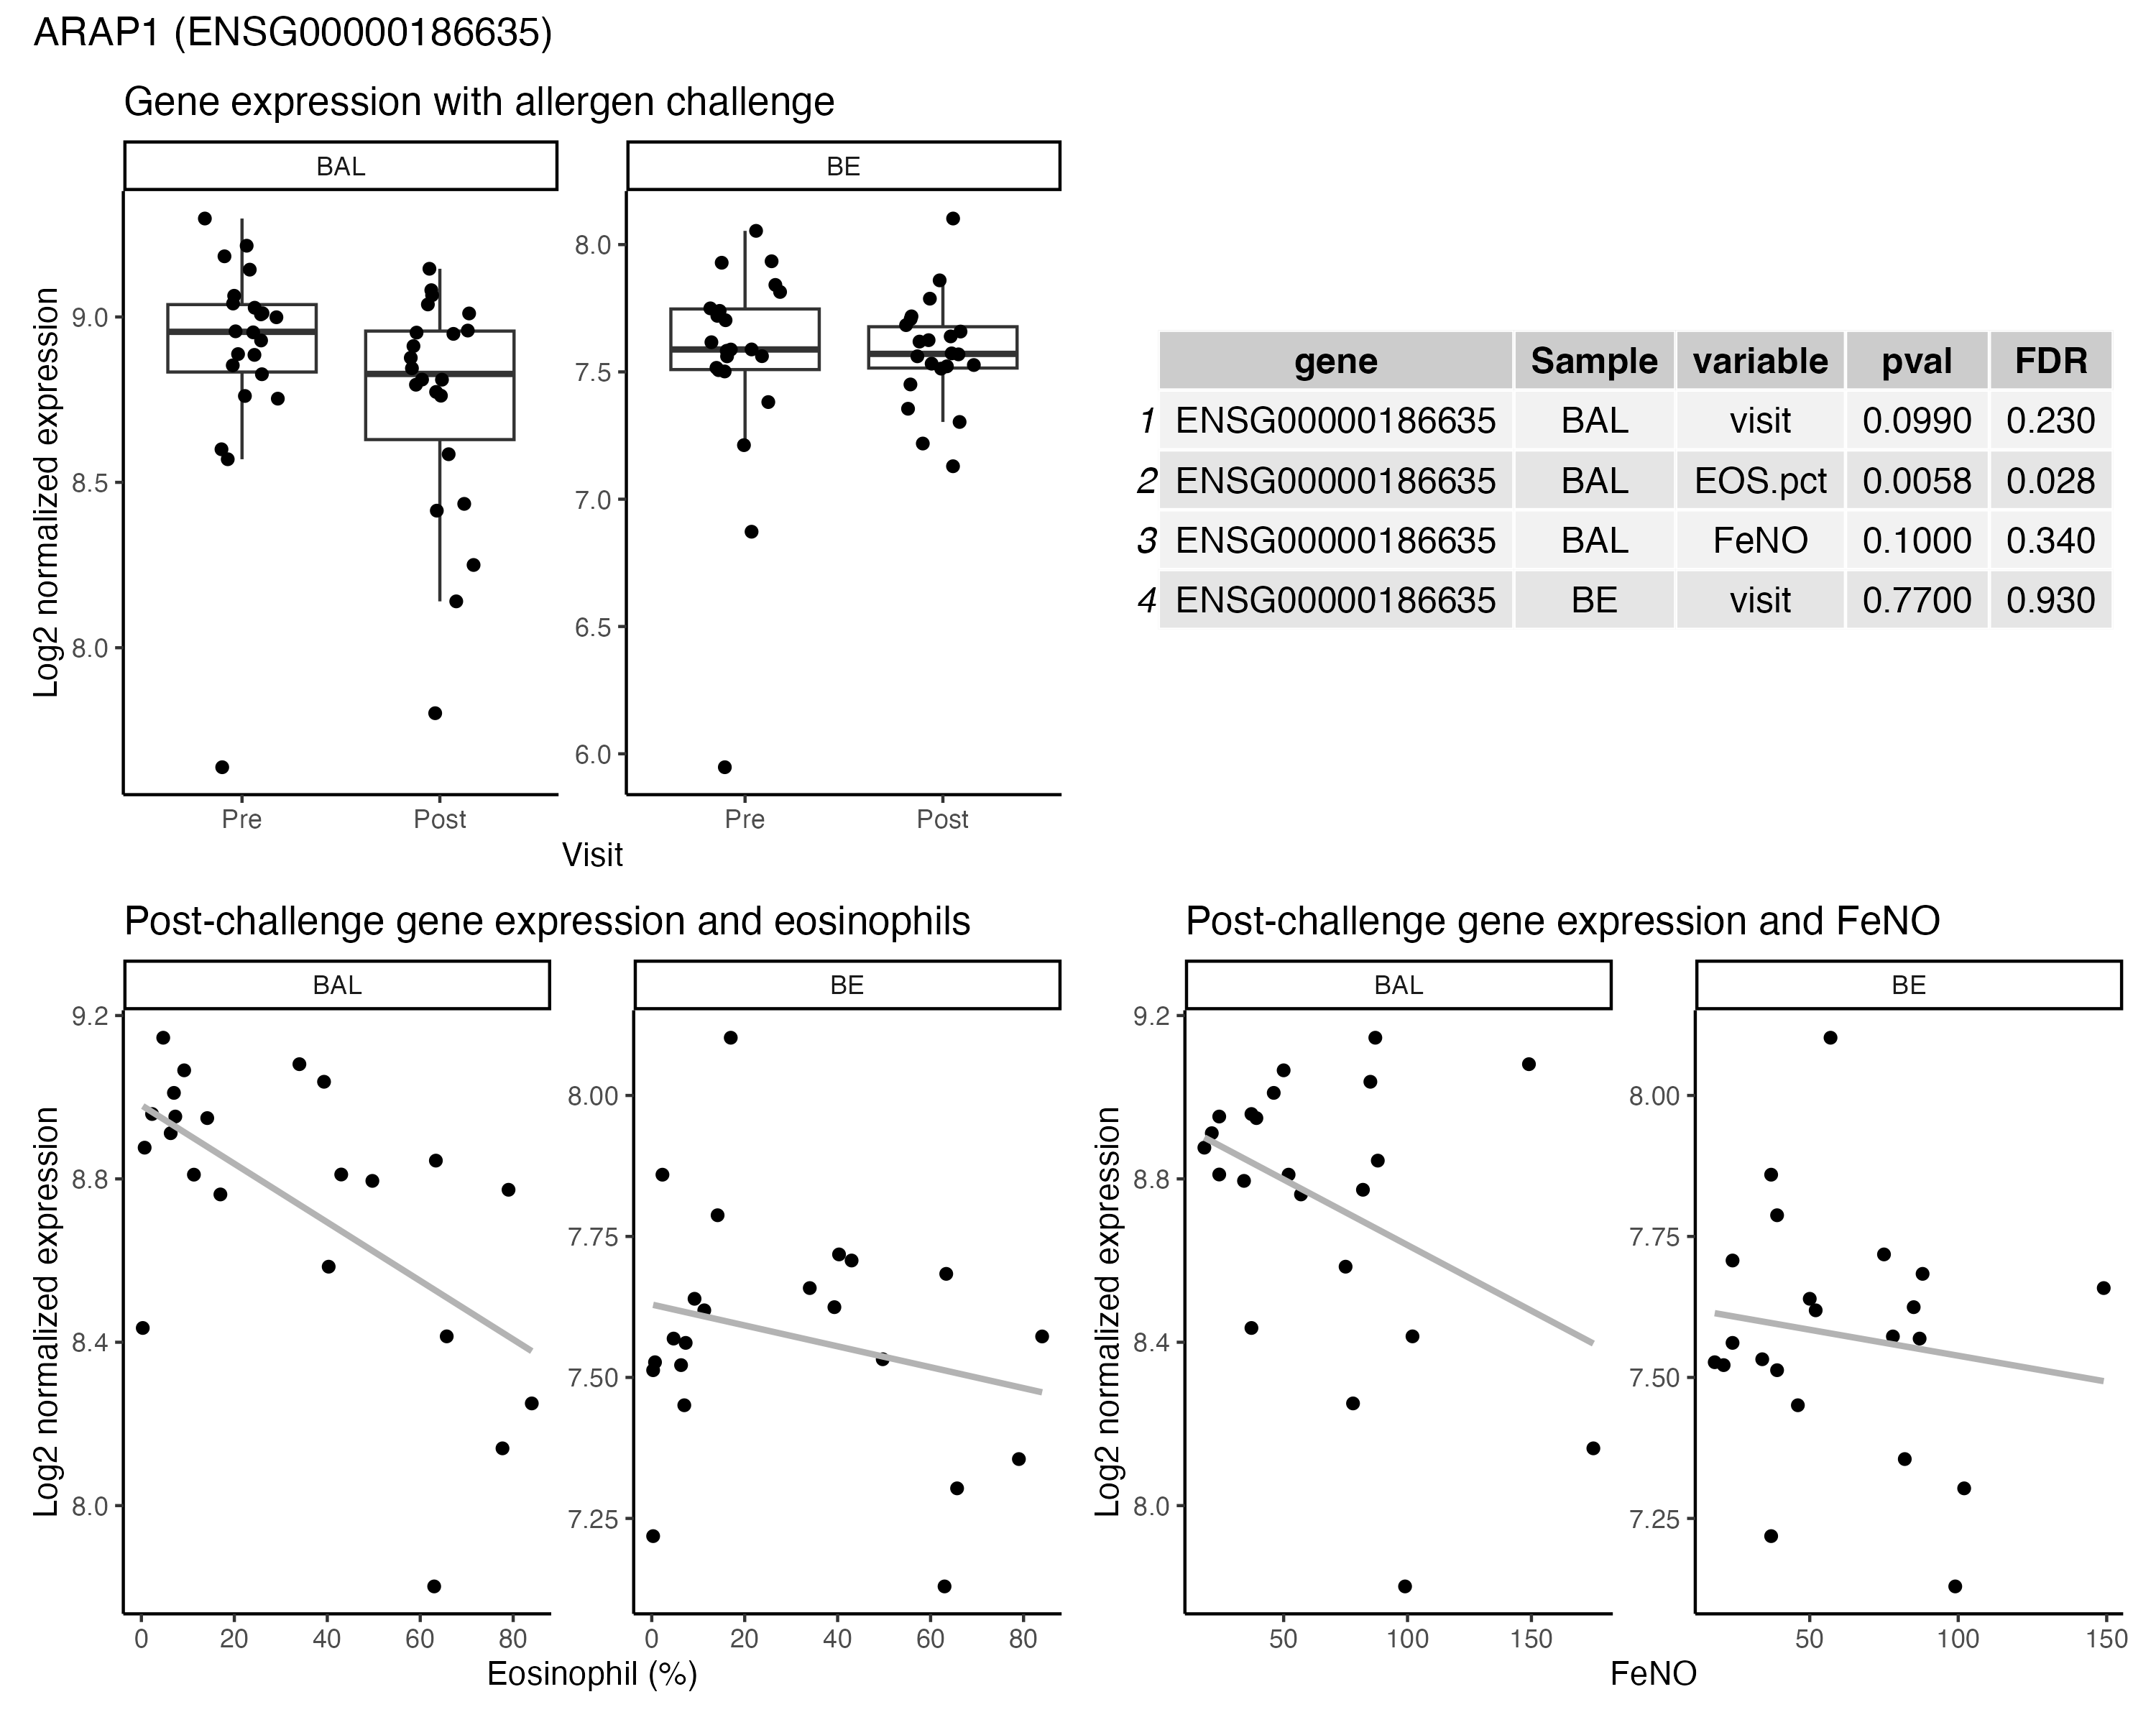 ARAP1 (ENSG00000186635)
Gene expression with allergen challenge
BAL
BE
Log2 normalized expression
9.0
8.5
8.0
8.0
7.5
7.0
6.5
6.0
Pre
Post
Pre
Post
Visit
gene Sample variable pval FDR
1 ENSG00000186635 BAL visit 0.0990 0.230
2 ENSG00000186635 BAL EOS.pct 0.0058 0.028
3 ENSG00000186635 BAL FeNO 0.1000 0.340
4 ENSG00000186635 BE visit 0.7700 0.930
Post-challenge gene expression and eosinophils
BAL
BE
Log2 normalized expression
9.2
8.8
8.4
8.0
8.00
7.75
7.50
7.25
0 20 40 60 80
0 20 40 60 80
Eosinophil (%)
Post-challenge gene expression and FeNO
BAL
BE
Log2 normalized expression
9.2
8.8
8.4
8.0
8.00
7.75
7.50
7.25
50 100 150
50 100 150
FeNO